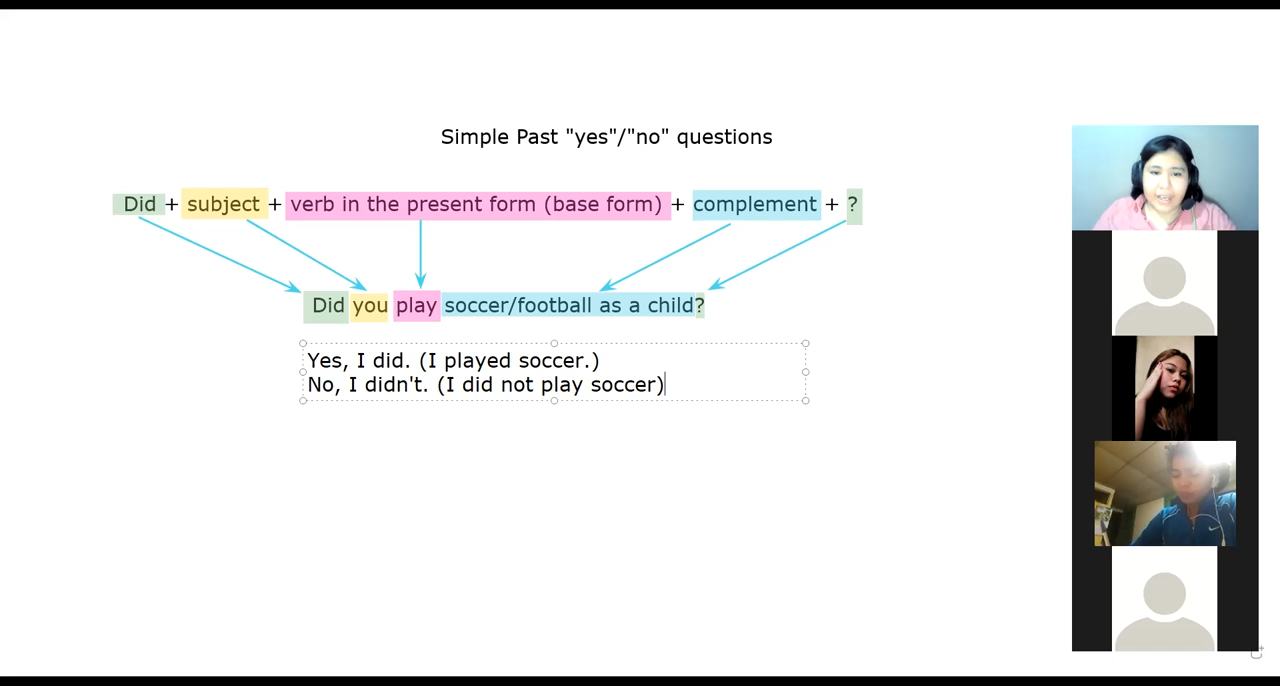 Simple Past "yes"/"no" questions
Did + subject + verb in the present form (base form) + complement + ?
Did you play soccer/football as a child?
Yes, I did. (I played soccer.)
No, I didn't. (I did not play soccer)